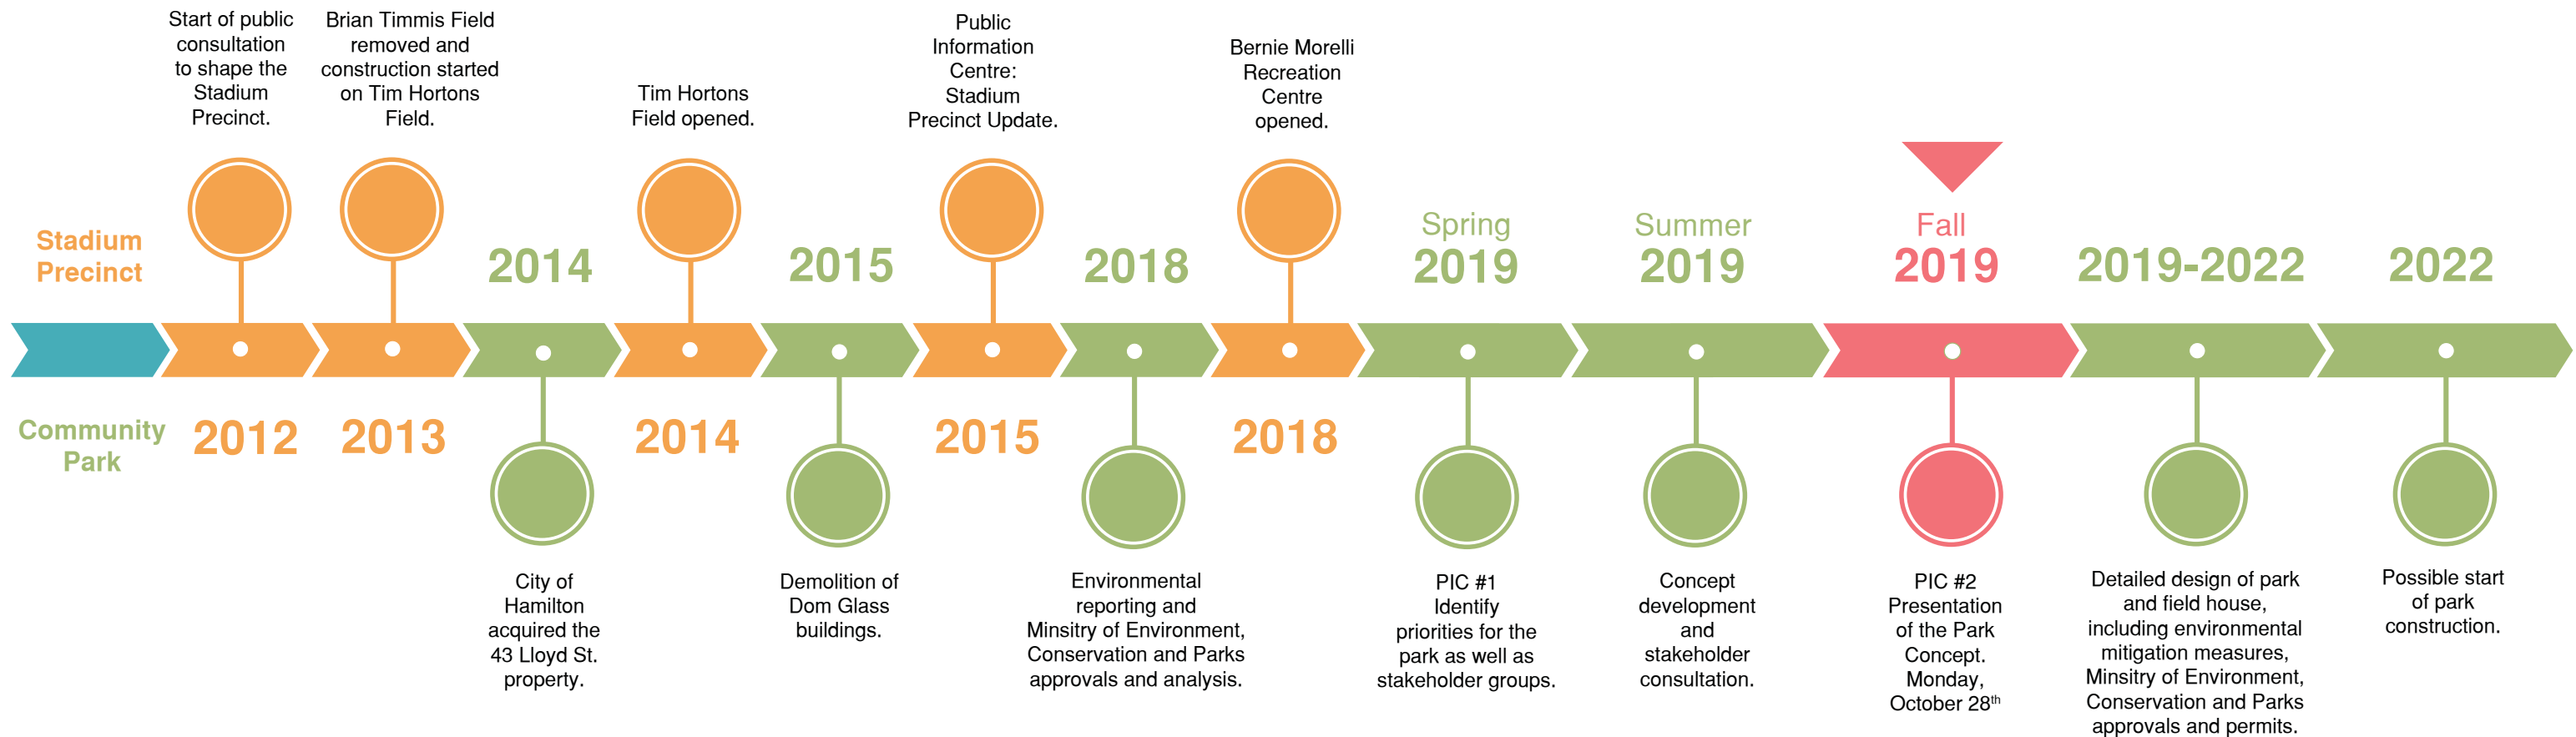 Start of public
consultation
to shape the
Stadium
Precinct.
Brian Timmis Field
removed and
construction started
on Tim Hortons
Field.
Tim Hortons
Field opened.
Public
Information
Centre:
Stadium
Precinct Update.
Bernie Morelli
Recreation
Centre
opened.
Stadium
Precinct
2014
2015
2018
Spring
2019
Summer
2019
Fall
2019
2019-2022
2022
Community
Park
2012
2013
2014
2015
2018
City of
Hamilton
acquired the
43 Lloyd St.
property.
Demolition of
Dom Glass
buildings.
Environmental
reporting and
Minsitry of Environment,
Conservation and Parks
approvals and analysis.
PIC #1
Identify
priorities for the
park as well as
stakeholder groups.
Concept
development
and
stakeholder
consultation.
PIC #2
Presentation
of the Park
Concept.
Monday,
October 28th
Detailed design of park
and field house,
including environmental
mitigation measures,
Minsitry of Environment,
Conservation and Parks
approvals and permits.
Possible start
of park
construction.